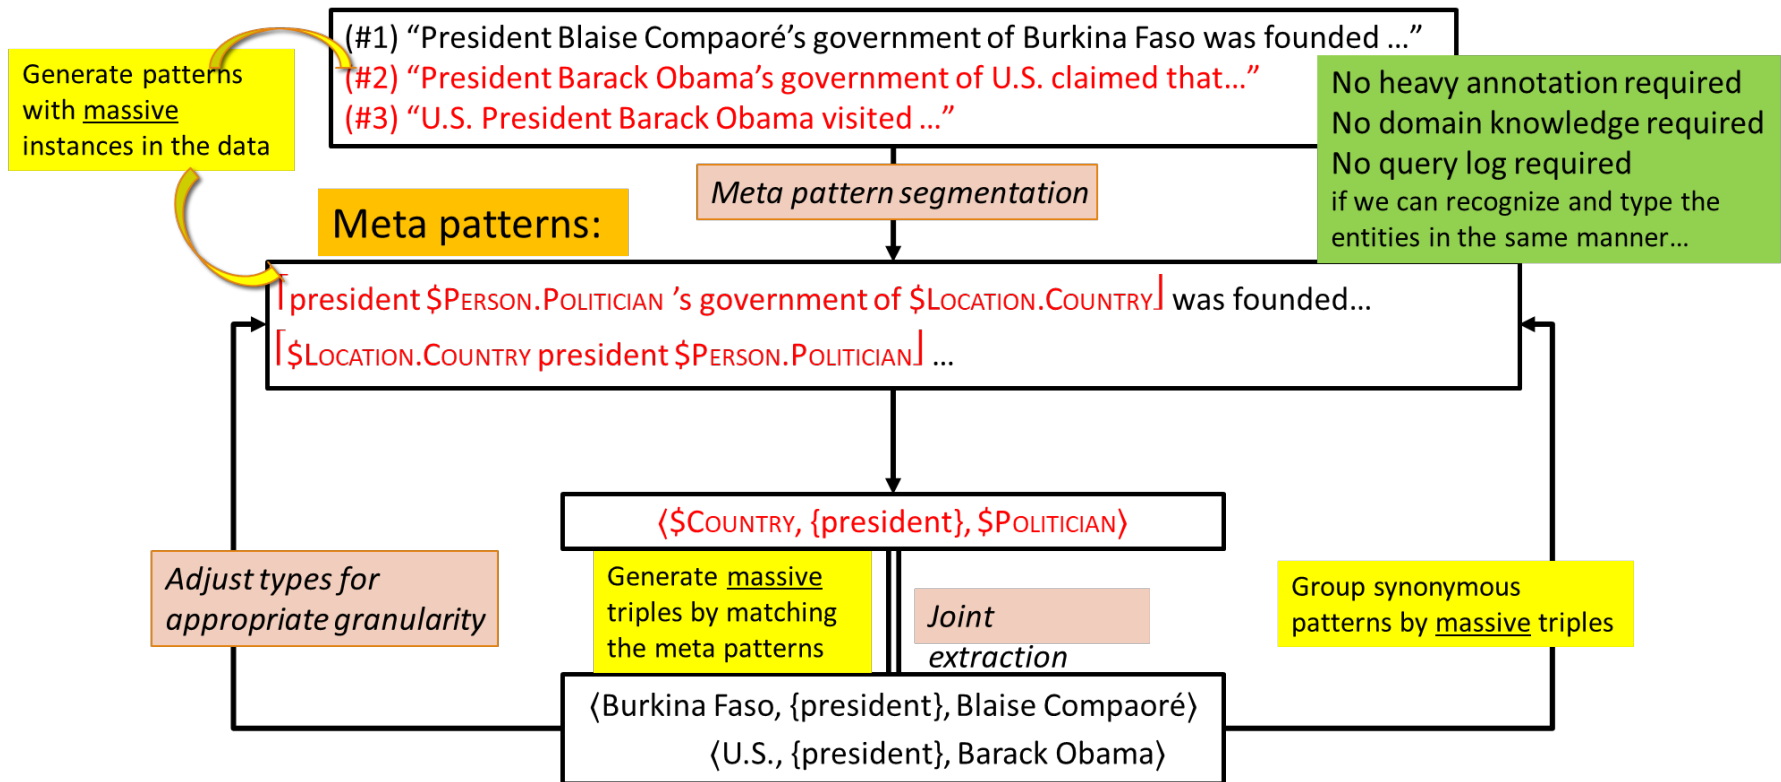 (#1) “President Blaise Compaoré’s government of Burkina Faso was founded …”
(#2) “President Barack Obama’s government of U.S. claimed that…”
(#3) “U.S. President Barack Obama visited …”
Generate patterns
with massive
instances in the data
No heavy annotation required
No domain knowledge required
No query log required
if we can recognize and type the
entities in the same manner…
Meta pattern segmentation
Meta patterns:
⌈president $PERSON.POLITICIAN ’s government of $LOCATION.COUNTRY⌋ was founded…
⌈$LOCATION.COUNTRY president $PERSON.POLITICIAN⌋ …
⟨$COUNTRY, {president}, $POLITICIAN⟩
Adjust types for
appropriate granularity
Generate massive
triples by matching
the meta patterns
Joint
extraction
Group synonymous
patterns by massive triples
⟨Burkina Faso, {president}, Blaise Compaoré⟩
⟨U.S., {president}, Barack Obama⟩